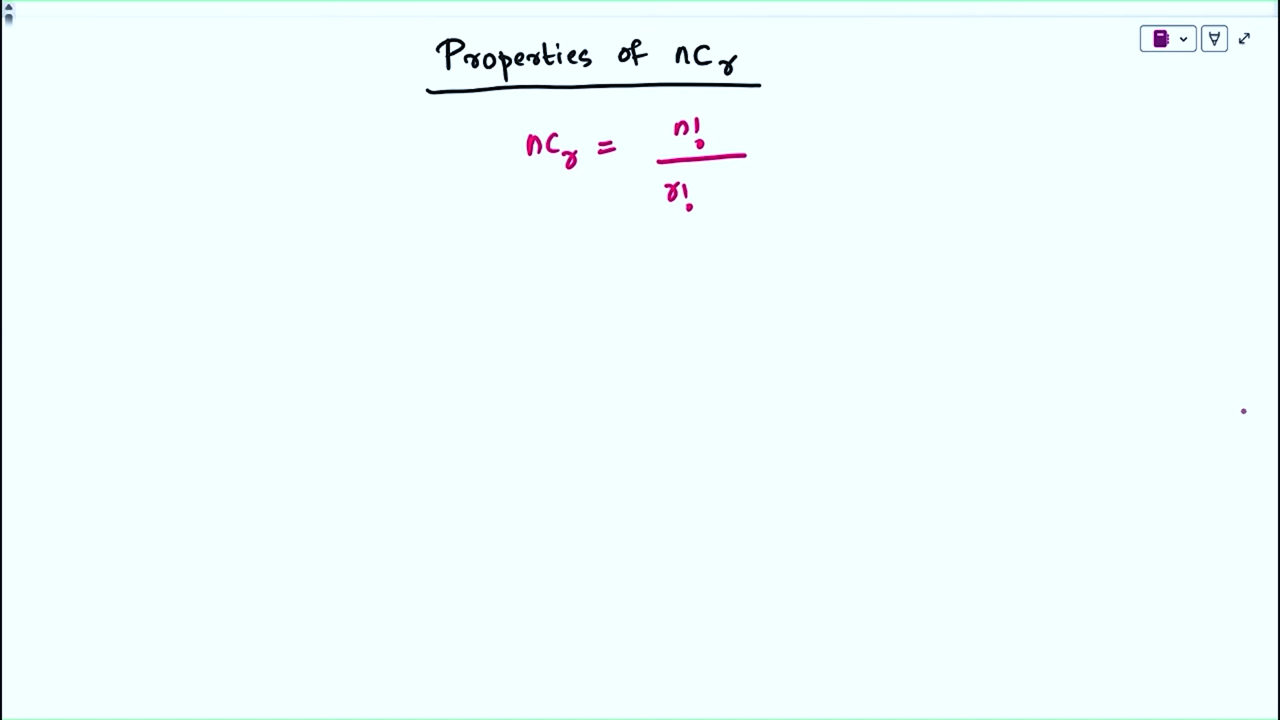 Properties of nCr
nCr = n!
r!